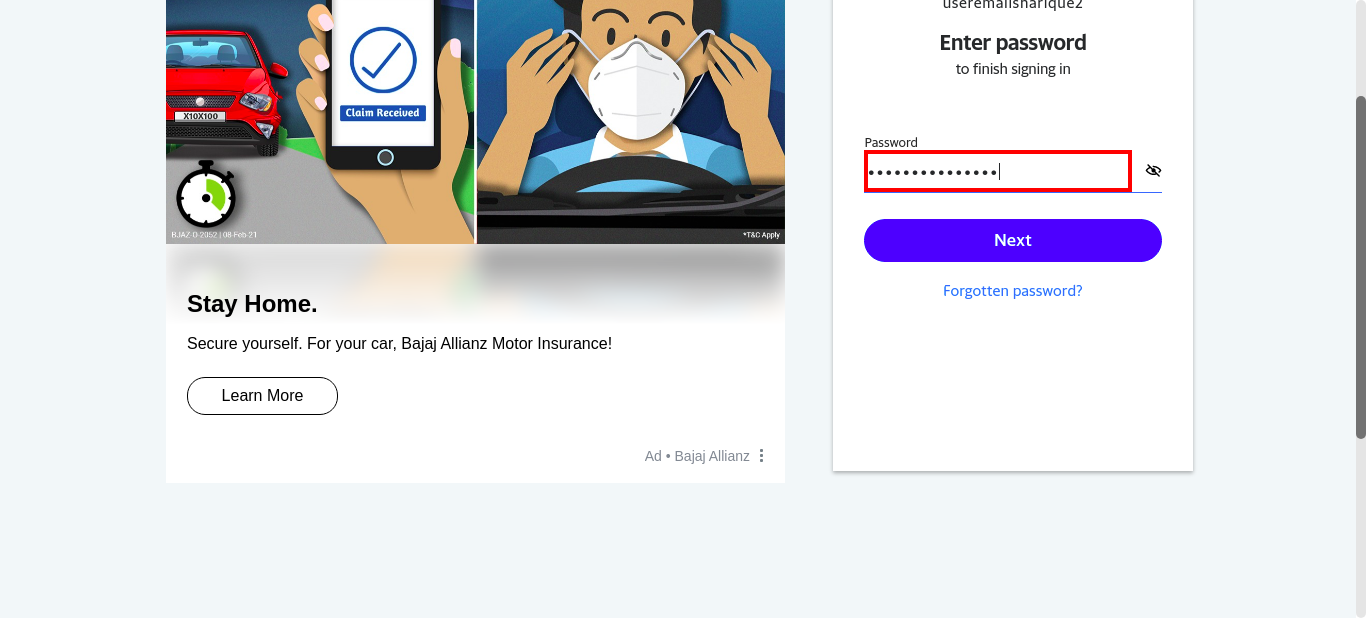 useremailsharique2
Enter password
to finish signing in
Password
•••••••••••••••
Next
Forgotten password?
Claim Received
X10X100
BJAZ-O-2052 | 08-Feb-21
*T&C Apply
Stay Home.
Secure yourself. For your car, Bajaj Allianz Motor Insurance!
Learn More
Ad • Bajaj Allianz